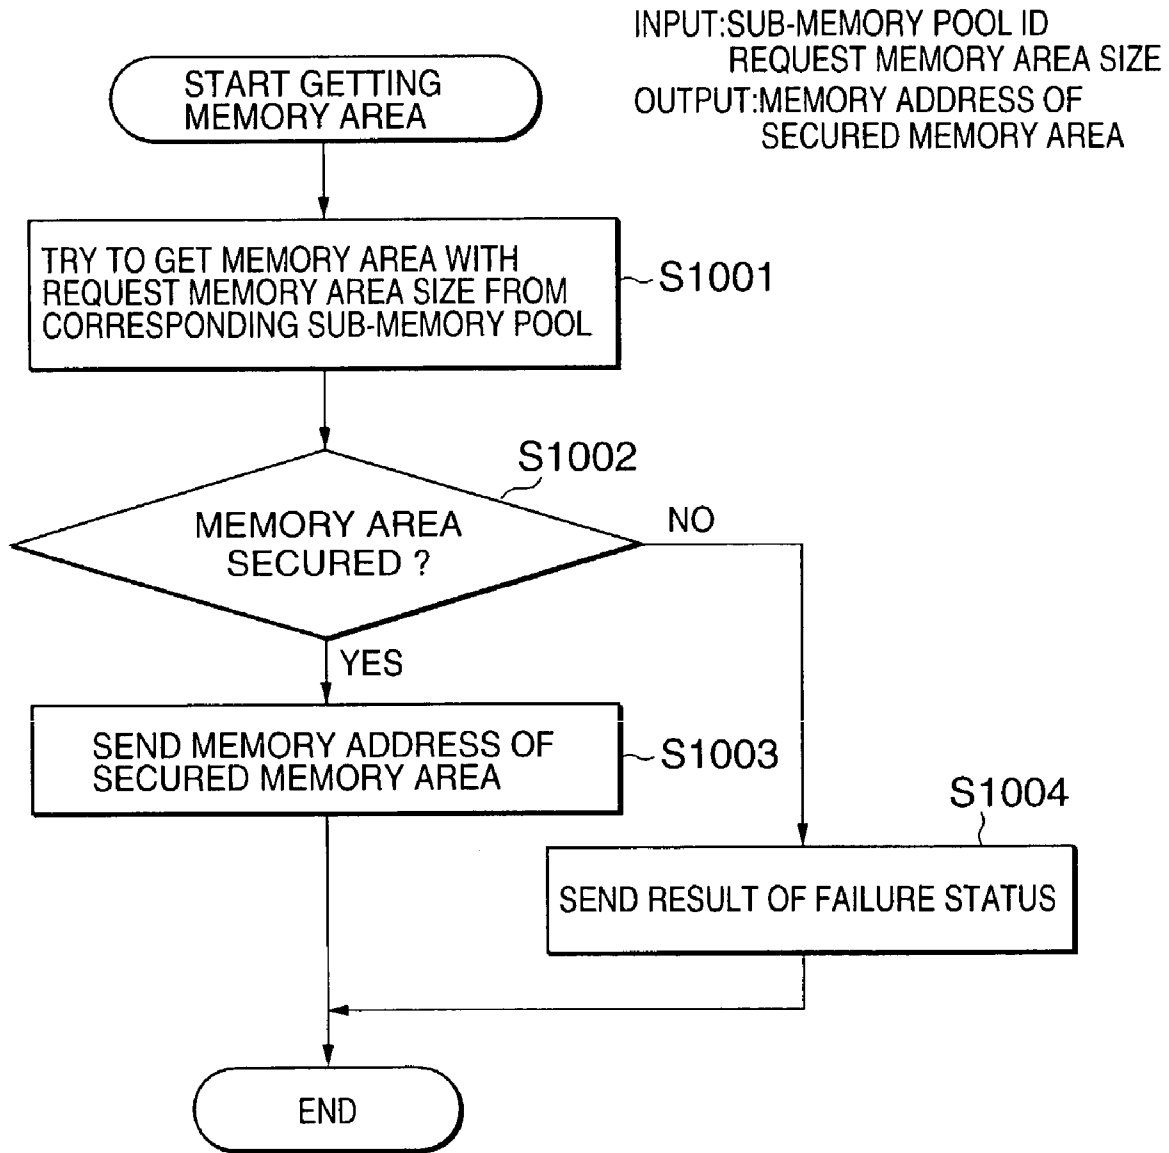 INPUT:SUB-MEMORY POOL ID
REQUEST MEMORY AREA SIZE
OUTPUT:MEMORY ADDRESS OF
SECURED MEMORY AREA
START GETTING
MEMORY AREA
TRY TO GET MEMORY AREA WITH
REQUEST MEMORY AREA SIZE FROM
CORRESPONDING SUB-MEMORY POOL
S1001
S1002
MEMORY AREA
SECURED ?
NO
YES
SEND MEMORY ADDRESS OF
SECURED MEMORY AREA
S1003
S1004
SEND RESULT OF FAILURE STATUS
END